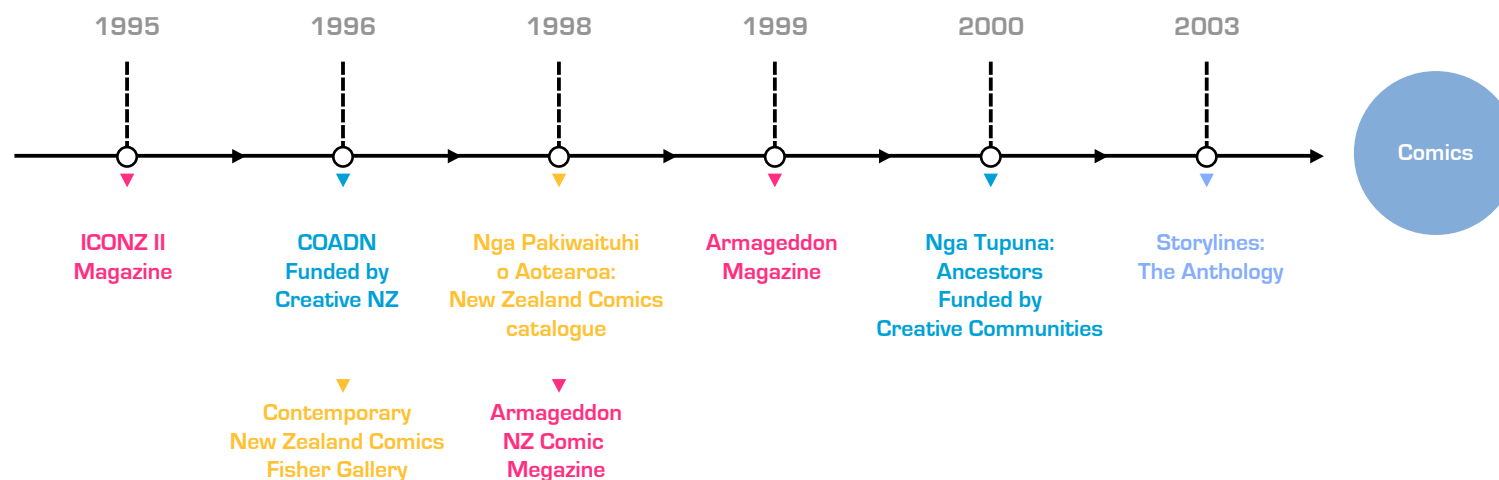 1995
1996
1998
1999
2000
2003
Comics
ICONZ II
Magazine
COADN
Funded by
Creative NZ
Nga Pakiwaituhi
o Aotearoa:
New Zealand Comics
catalogue
Armageddon
Magazine
Nga Tupuna:
Ancestors
Funded by
Creative Communities
Storylines:
The Anthology
Contemporary
New Zealand Comics
Fisher Gallery
Armageddon
NZ Comic
Megazine